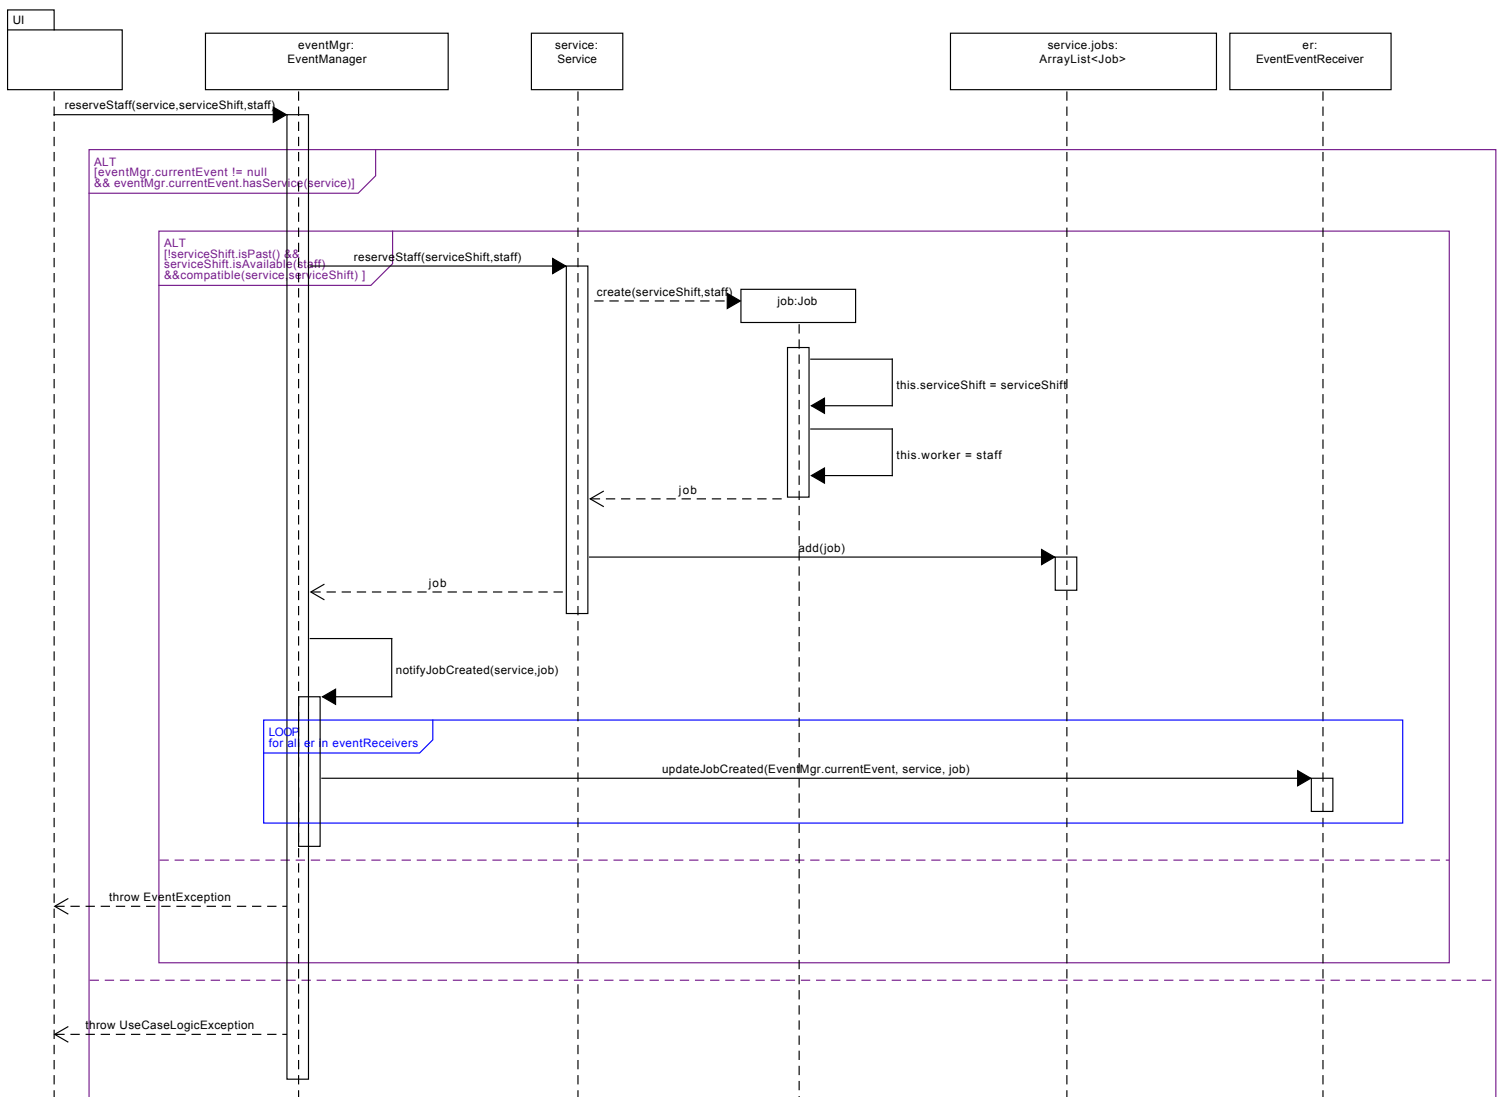 UI
eventMgr:
EventManager
service:
Service
service.jobs:
ArrayList<Job>
er:
EventEventReceiver
reserveStaff(service,serviceShift,staff)
ALT
[eventMgr.currentEvent != null
&& eventMgr.currentEvent.hasService(service)]
ALT
[!serviceShift.isPast() &&
serviceShift.isAvailable(staff)
&&compatible(service,serviceShift) ]
reserveStaff(serviceShift,staff)
create(serviceShift,staff)
job:Job
this.serviceShift = serviceShift
this.worker = staff
job
add(job)
job
notifyJobCreated(service,job)
LOOP
for all er in eventReceivers
updateJobCreated(EventMgr.currentEvent, service, job)
throw EventException
throw UseCaseLogicException